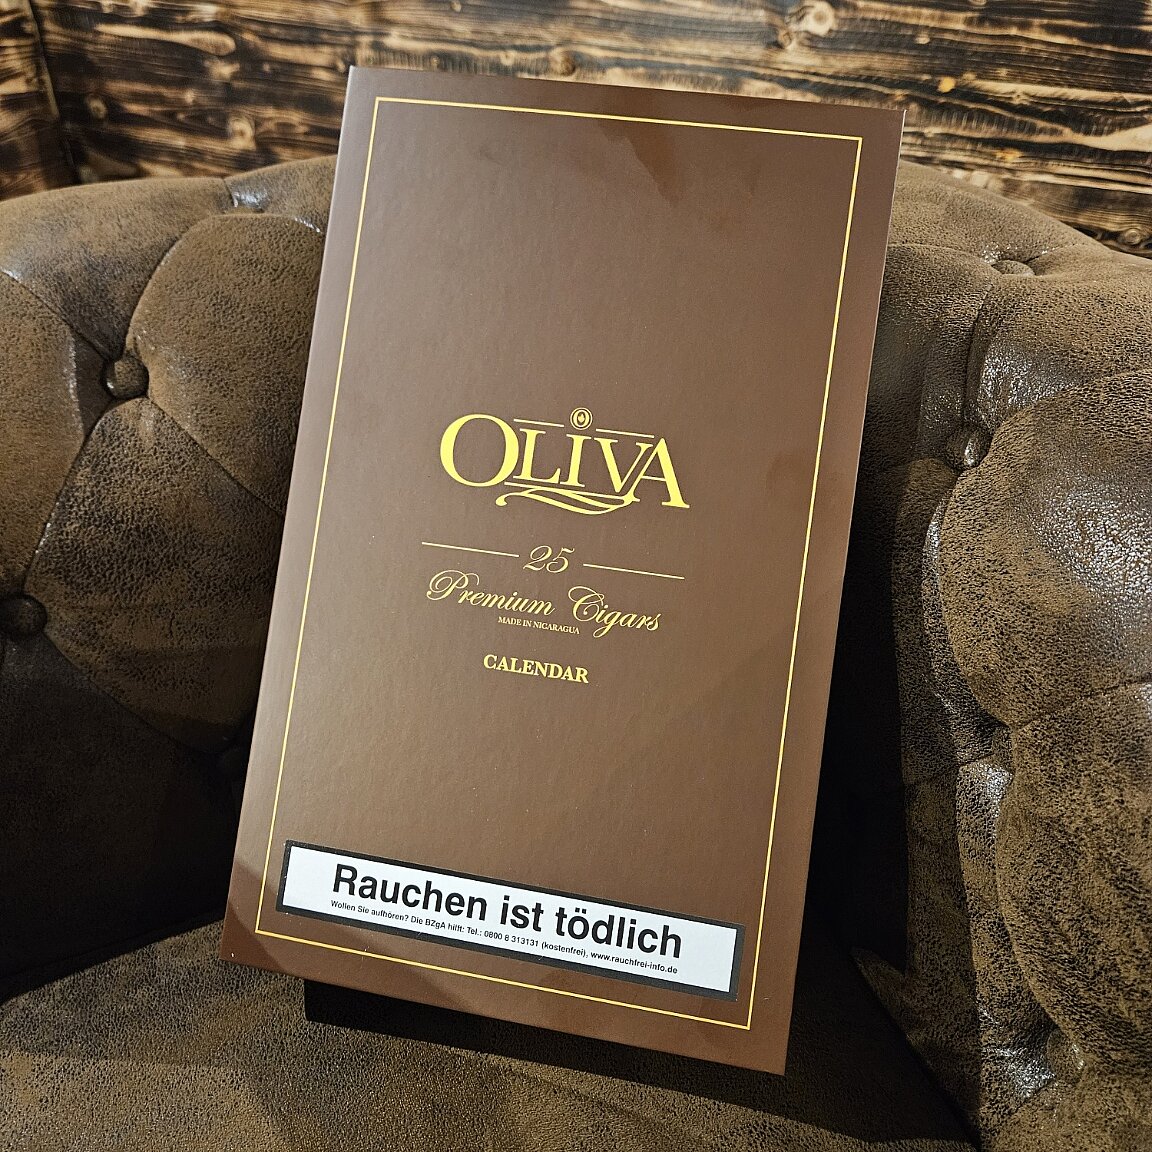 OLIVA
25
Premium Cigars
MADE IN NICARAGUA
CALENDAR
Rauchen ist tödlich
Wollen Sie aufhören? Die BZgA hilft: Tel.: 0800 8 313131 (kostenfrei), www.rauchfrei-info.de